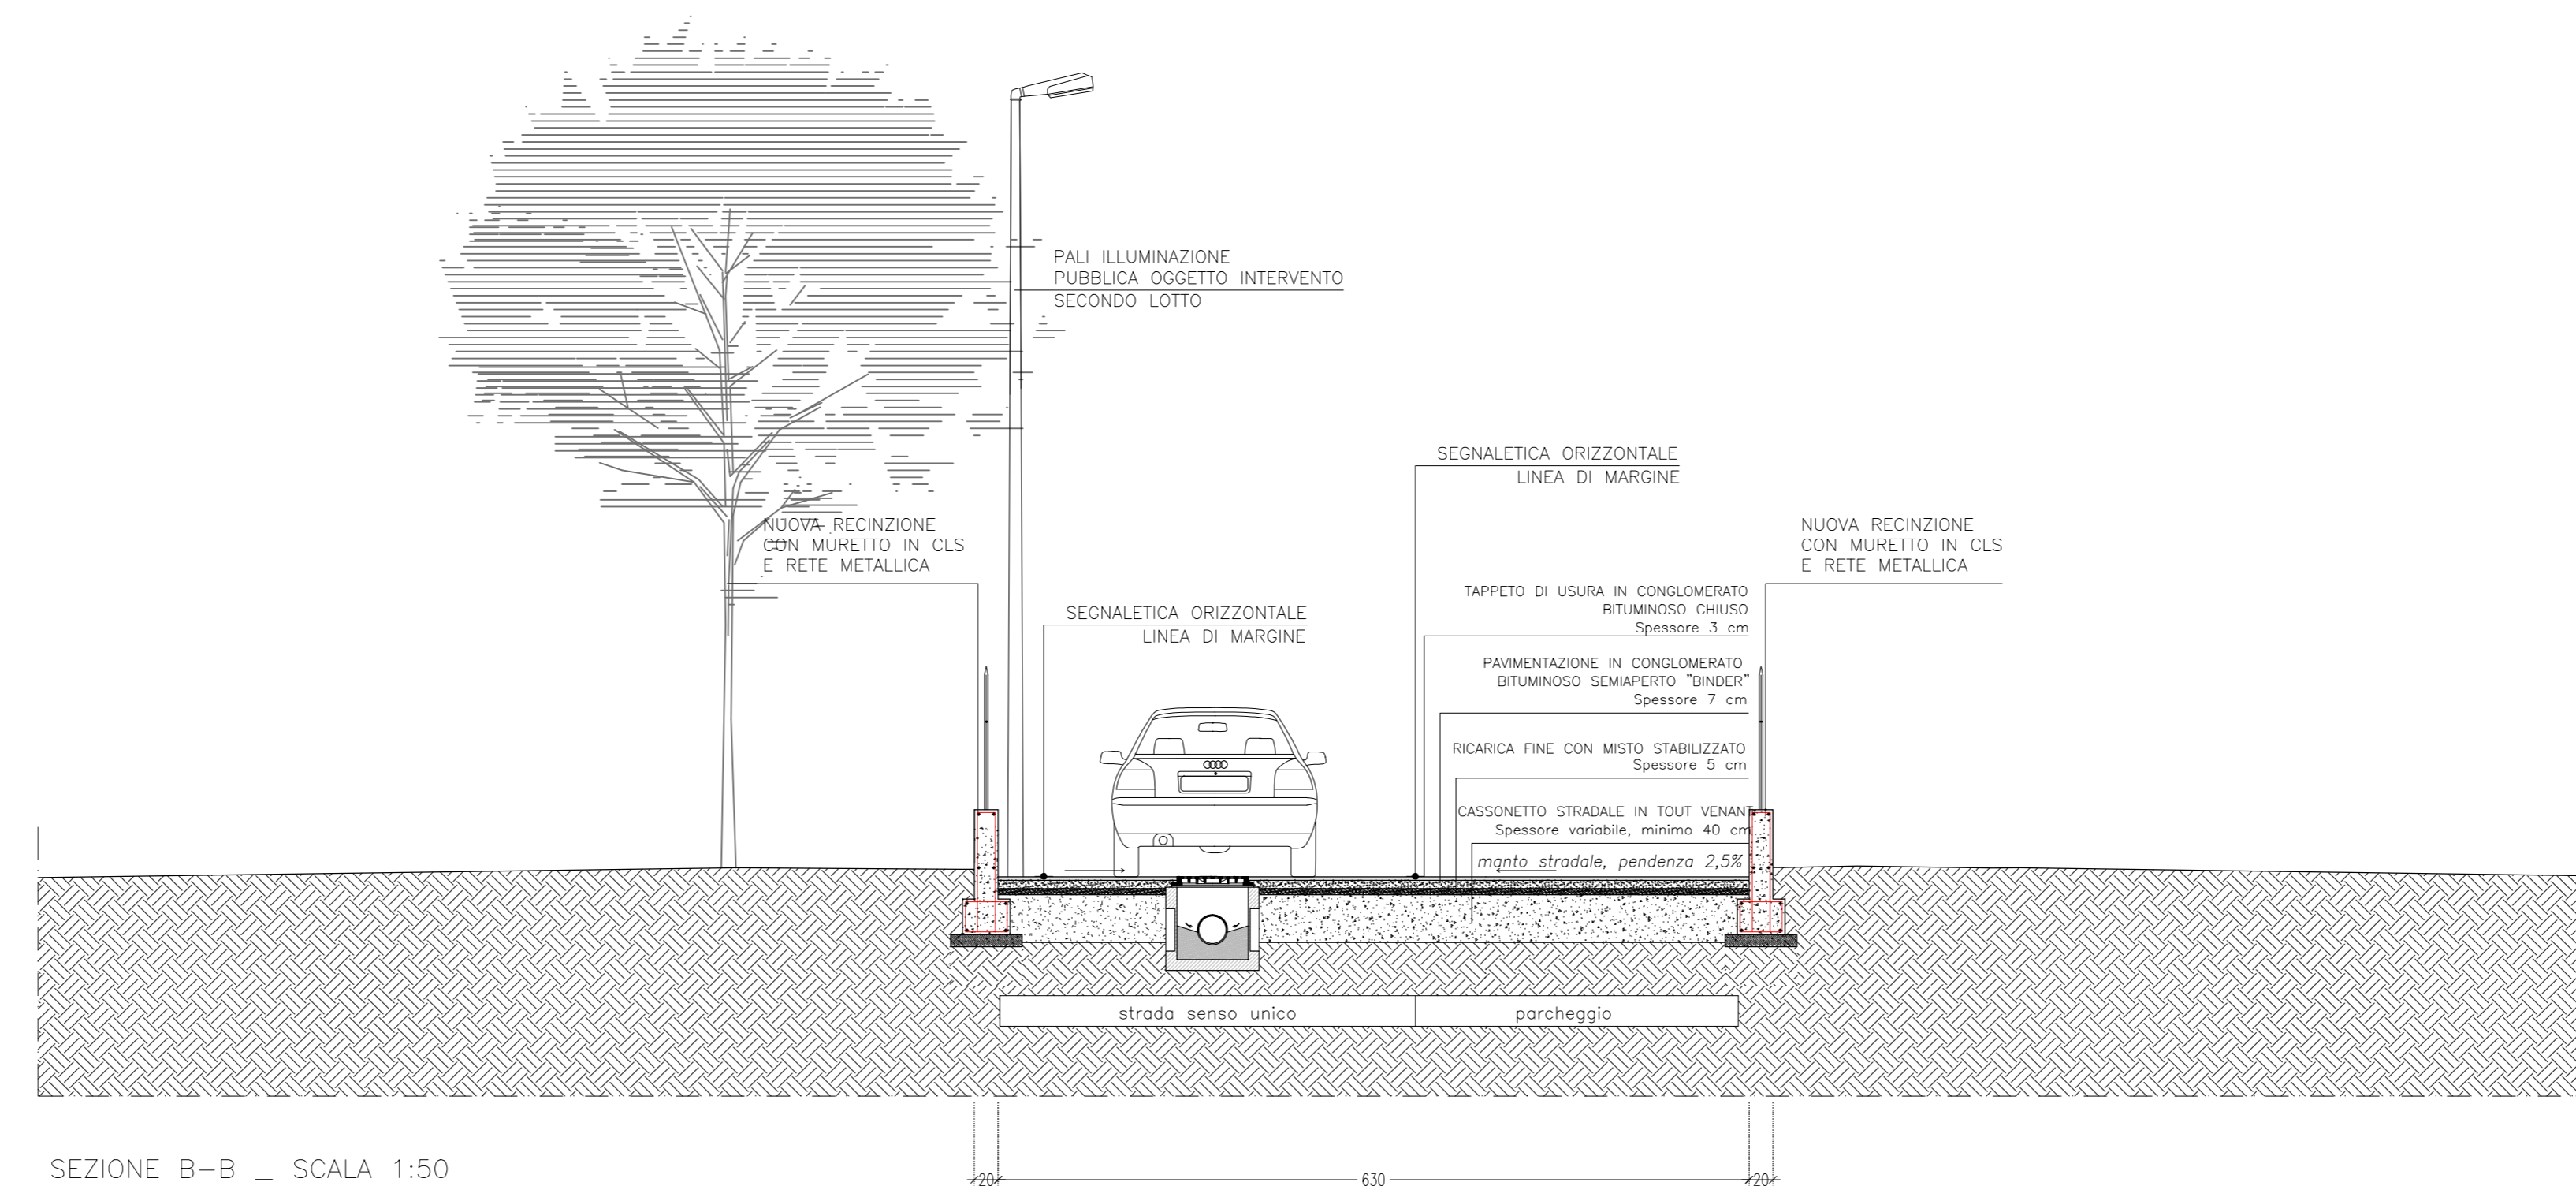 PALI ILLUMINAZIONE
PUBBLICA OGGETTO INTERVENTO
SECONDO LOTTO
SEGNALETICA ORIZZONTALE
LINEA DI MARGINE
NUOVA RECINZIONE
CON MURETTO IN CLS
E RETE METALLICA
NUOVA RECINZIONE
CON MURETTO IN CLS
E RETE METALLICA
SEGNALETICA ORIZZONTALE
LINEA DI MARGINE
TAPPETO DI USURA IN CONGLOMERATO
BITUMINOSO CHIUSO
Spessore 3 cm
PAVIMENTAZIONE IN CONGLOMERATO
BITUMINOSO SEMIAPERTO "BINDER"
Spessore 7 cm
RICARICA FINE CON MISTO STABILIZZATO
Spessore 5 cm
CASSONETTO STRADALE IN TOUT VENANT
Spessore variabile, minimo 40 cm
manto stradale, pendenza 2,5%
strada senso unico
parcheggio
SEZIONE B-B _ SCALA 1:50
20
630
20